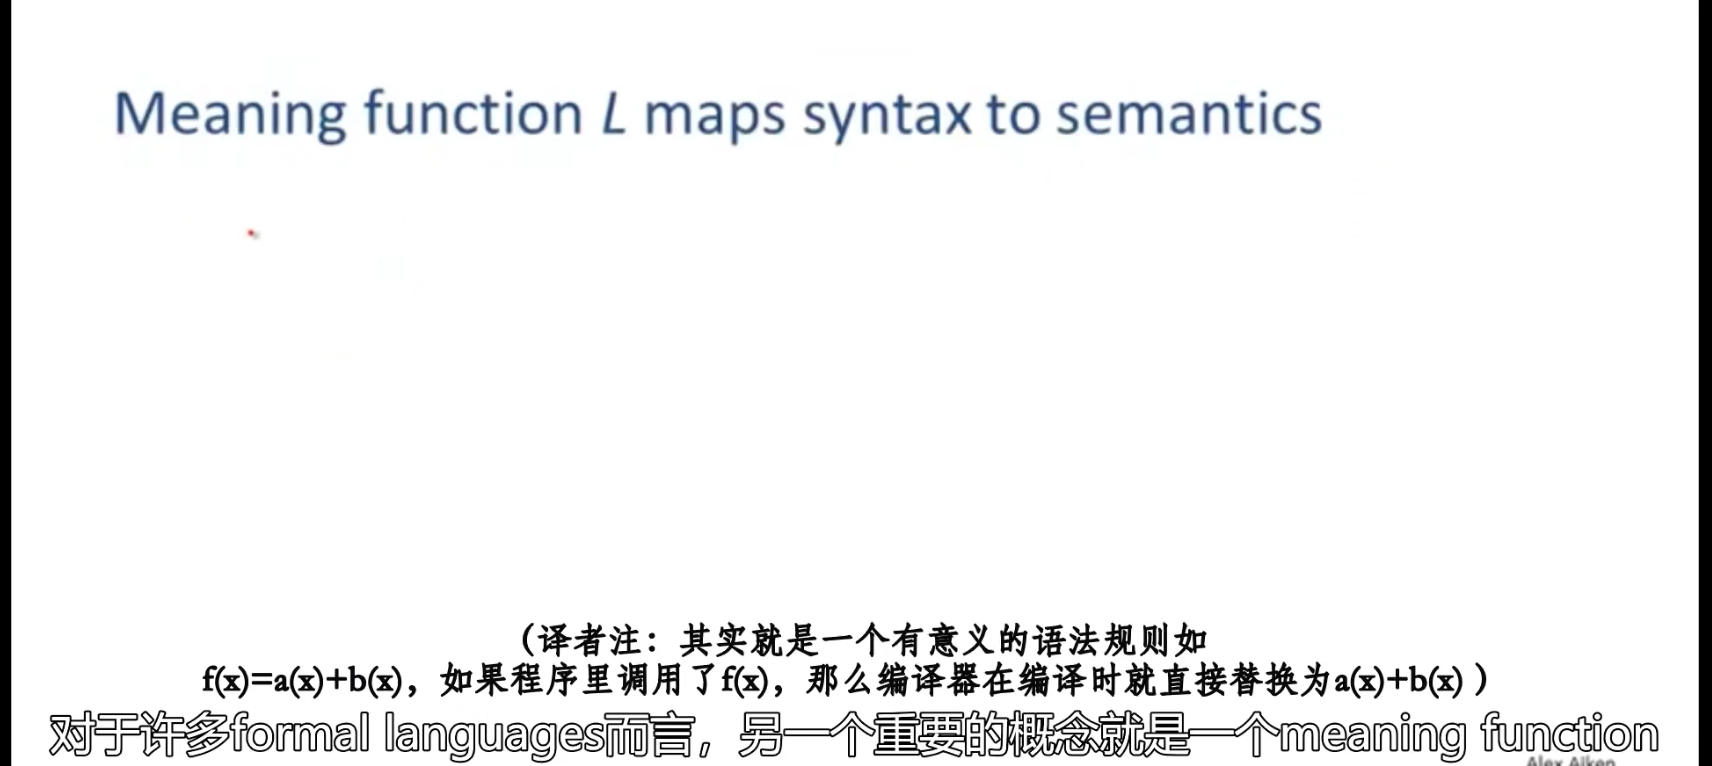 Meaning function L maps syntax to semantics
（译者注：其实就是一个有意义的语法规则如
f(x)=a(x)+b(x)，如果程序里调用了f(x)，那么编译器在编译时就直接替换为a(x)+b(x) ）
对于许多formal languages而言，另一个重要的概念就是一个meaning function
Alex Aiken